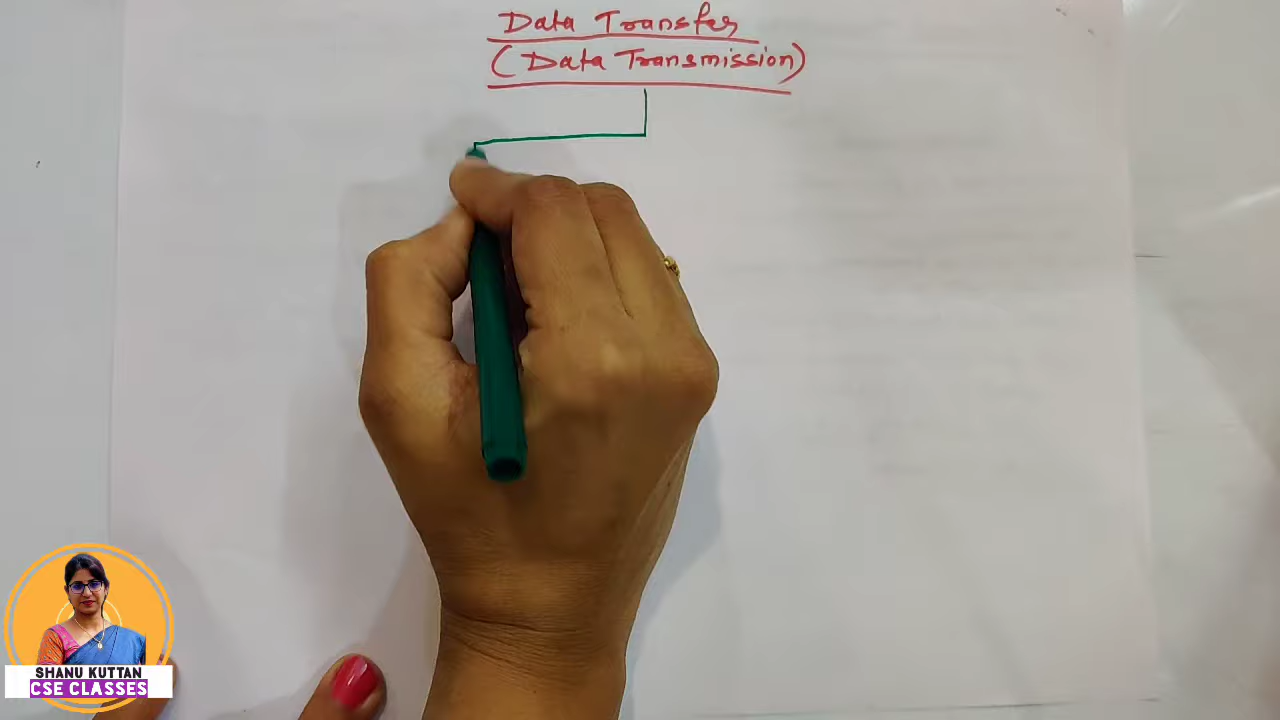 Data Transfer
(Data Transmission)
SHANU KUTTAN
CSE CLASSES